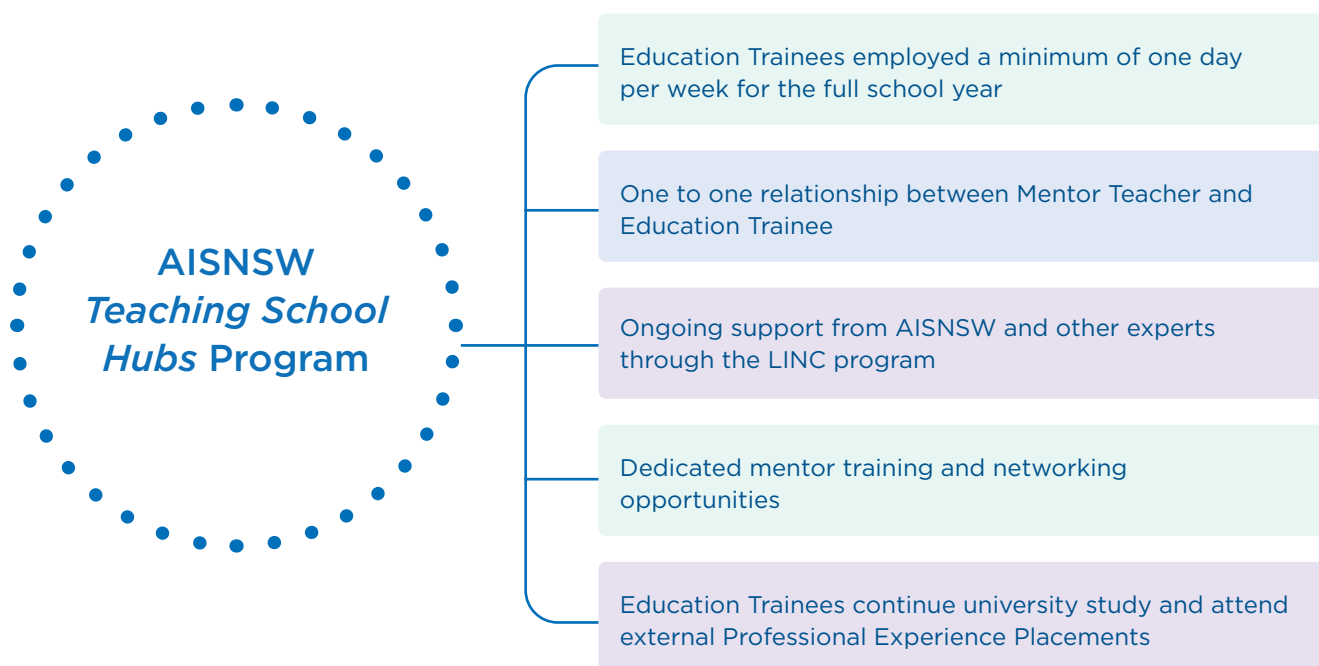 AISNSW
Teaching School
Hubs Program
Education Trainees employed a minimum of one day
per week for the full school year
One to one relationship between Mentor Teacher and
Education Trainee
Ongoing support from AISNSW and other experts
through the LINC program
Dedicated mentor training and networking
opportunities
Education Trainees continue university study and attend
external Professional Experience Placements